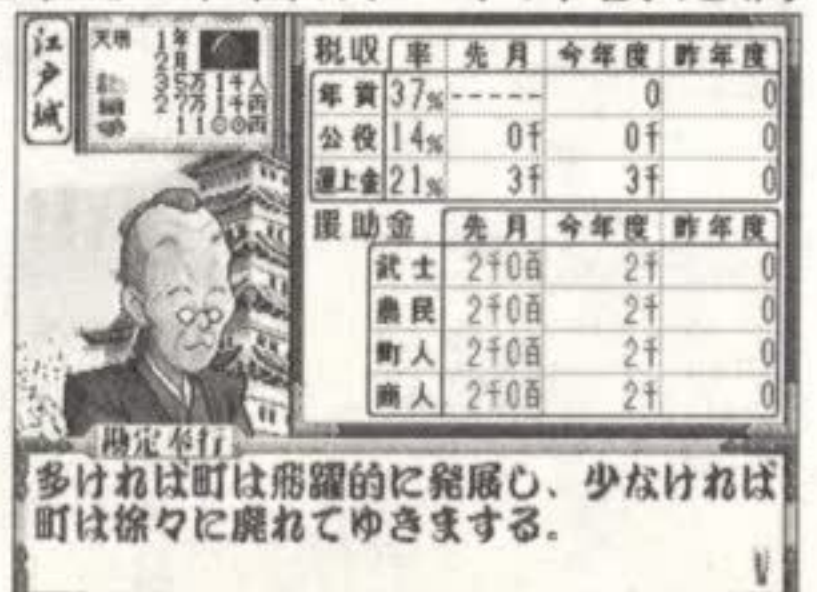 江戸城
天明 1年
2月
35万1千人
27万1千両
11００両
税収 率 先月 今年度 昨年度
年貢 37% ----- 0 0
公役 14% 0千 0千 0
運上金 21% 3千 3千 0
援助金 先月 今年度 昨年度
武士 2千0百 2千 0
農民 2千0百 2千 0
町人 2千0百 2千 0
商人 2千0百 2千 0
勘定奉行
多ければ町は飛躍的に発展し、少なければ
町は徐々に廃れてゆきまする。